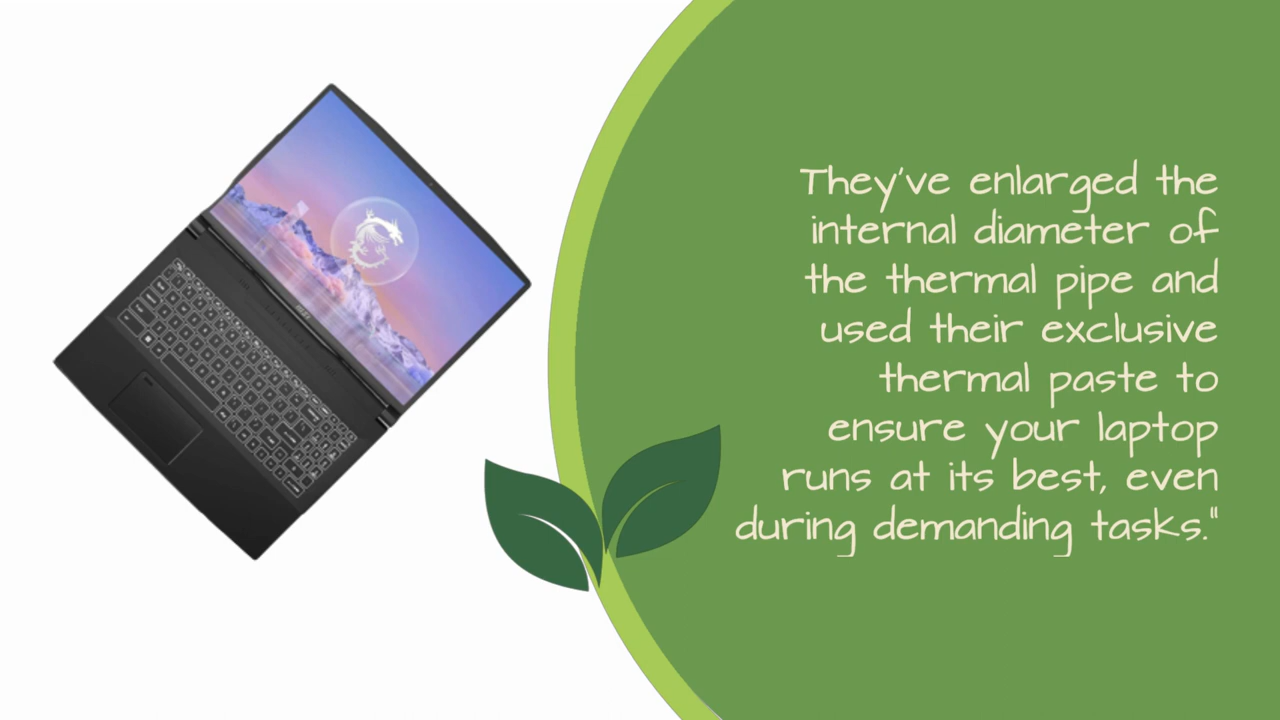 They've enlarged the
internal diameter of
the thermal pipe and
used their exclusive
thermal paste to
ensure your laptop
runs at its best, even
during demanding tasks."
msi